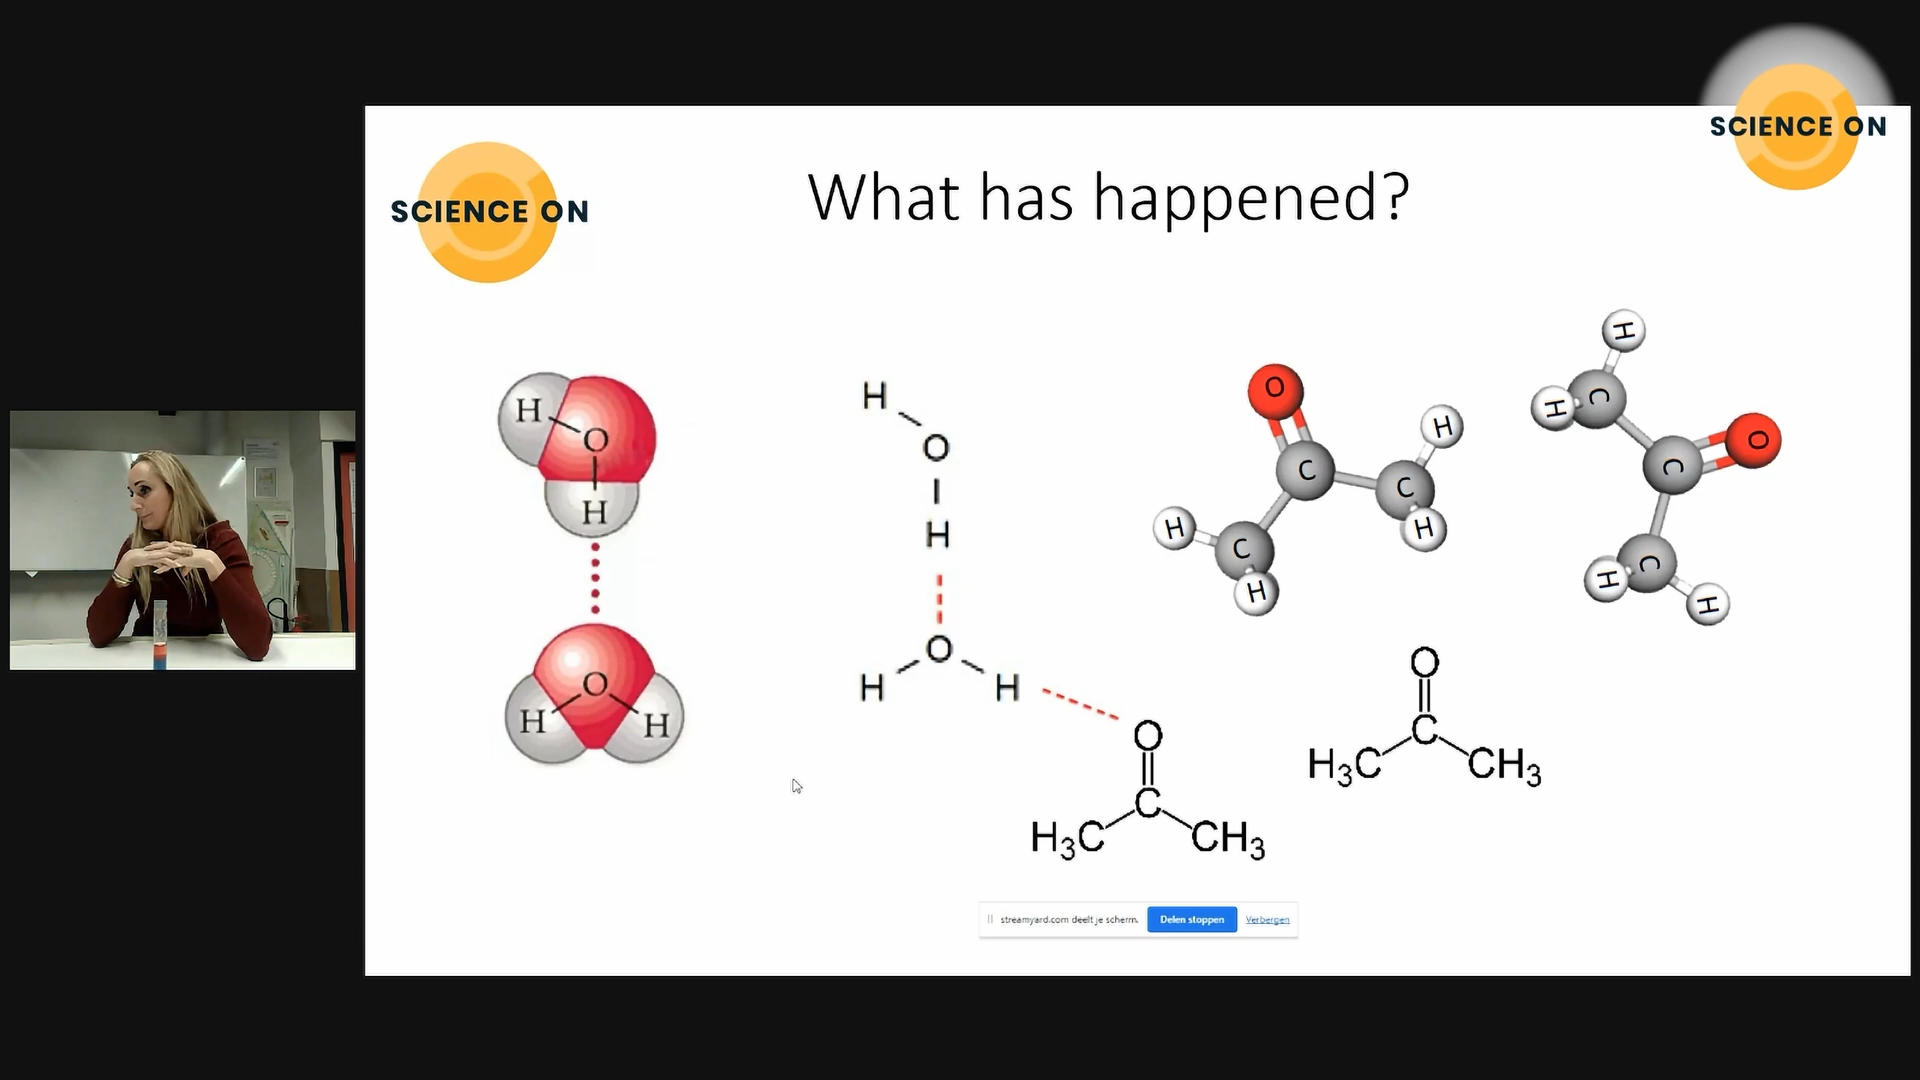 SCIENCE ON
SCIENCE ON
What has happened?
H
O
H
O
H
H
H
O
H
O
H
H
O
C
H
C
H
C
H
H
H
C
H
O
C
C
H
H
O
C
H₃C
CH₃
O
C
H₃C
CH₃
streamyard.com deelt je scherm.
Delen stoppen
Verbergen